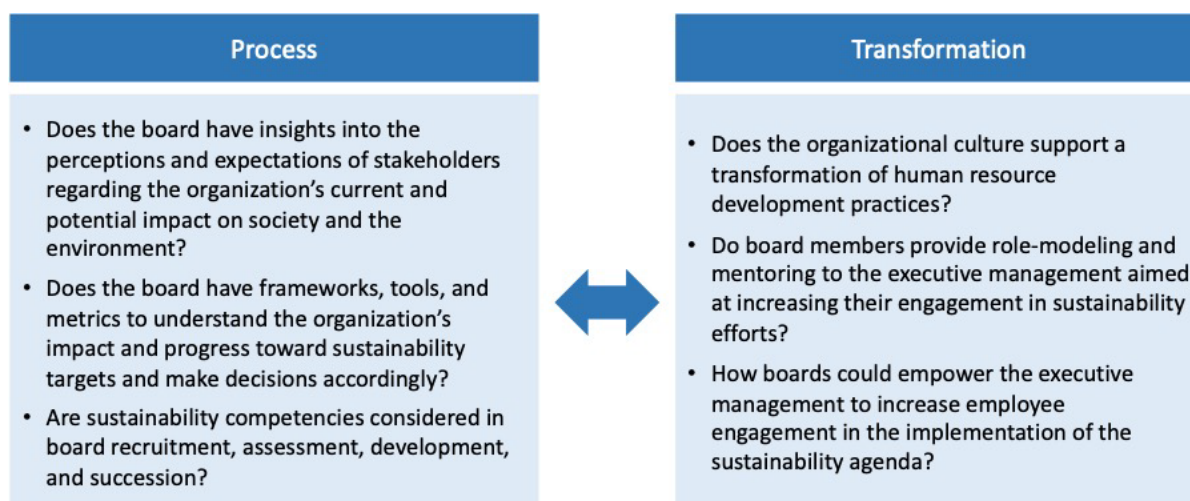 Process
• Does the board have insights into the
perceptions and expectations of stakeholders
regarding the organization's current and
potential impact on society and the
environment?
• Does the board have frameworks, tools, and
metrics to understand the organization's
impact and progress toward sustainability
targets and make decisions accordingly?
• Are sustainability competencies considered in
board recruitment, assessment, development,
and succession?
Transformation
• Does the organizational culture support a
transformation of human resource
development practices?
• Do board members provide role-modeling and
mentoring to the executive management aimed
at increasing their engagement in sustainability
efforts?
• How boards could empower the executive
management to increase employee
engagement in the implementation of the
sustainability agenda?